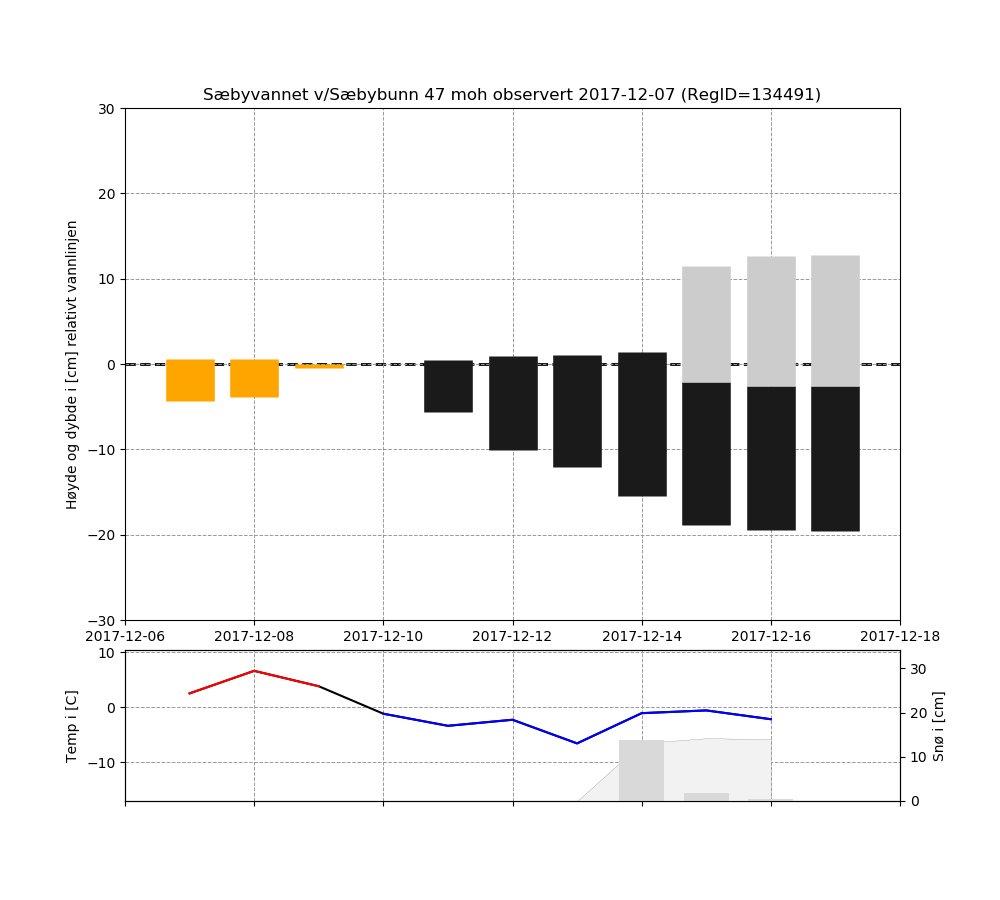 Sæbyvannet v/Sæbybunn 47 moh observert 2017-12-07 (RegID=134491)
Høyde og dybde i [cm] relativt vannlinjen
30
20
10
0
−10
−20
−30
2017-12-06 2017-12-08 2017-12-10 2017-12-12 2017-12-14 2017-12-16 2017-12-18
Temp i [C]
10
0
−10
30
20
10
0
Snø i [cm]